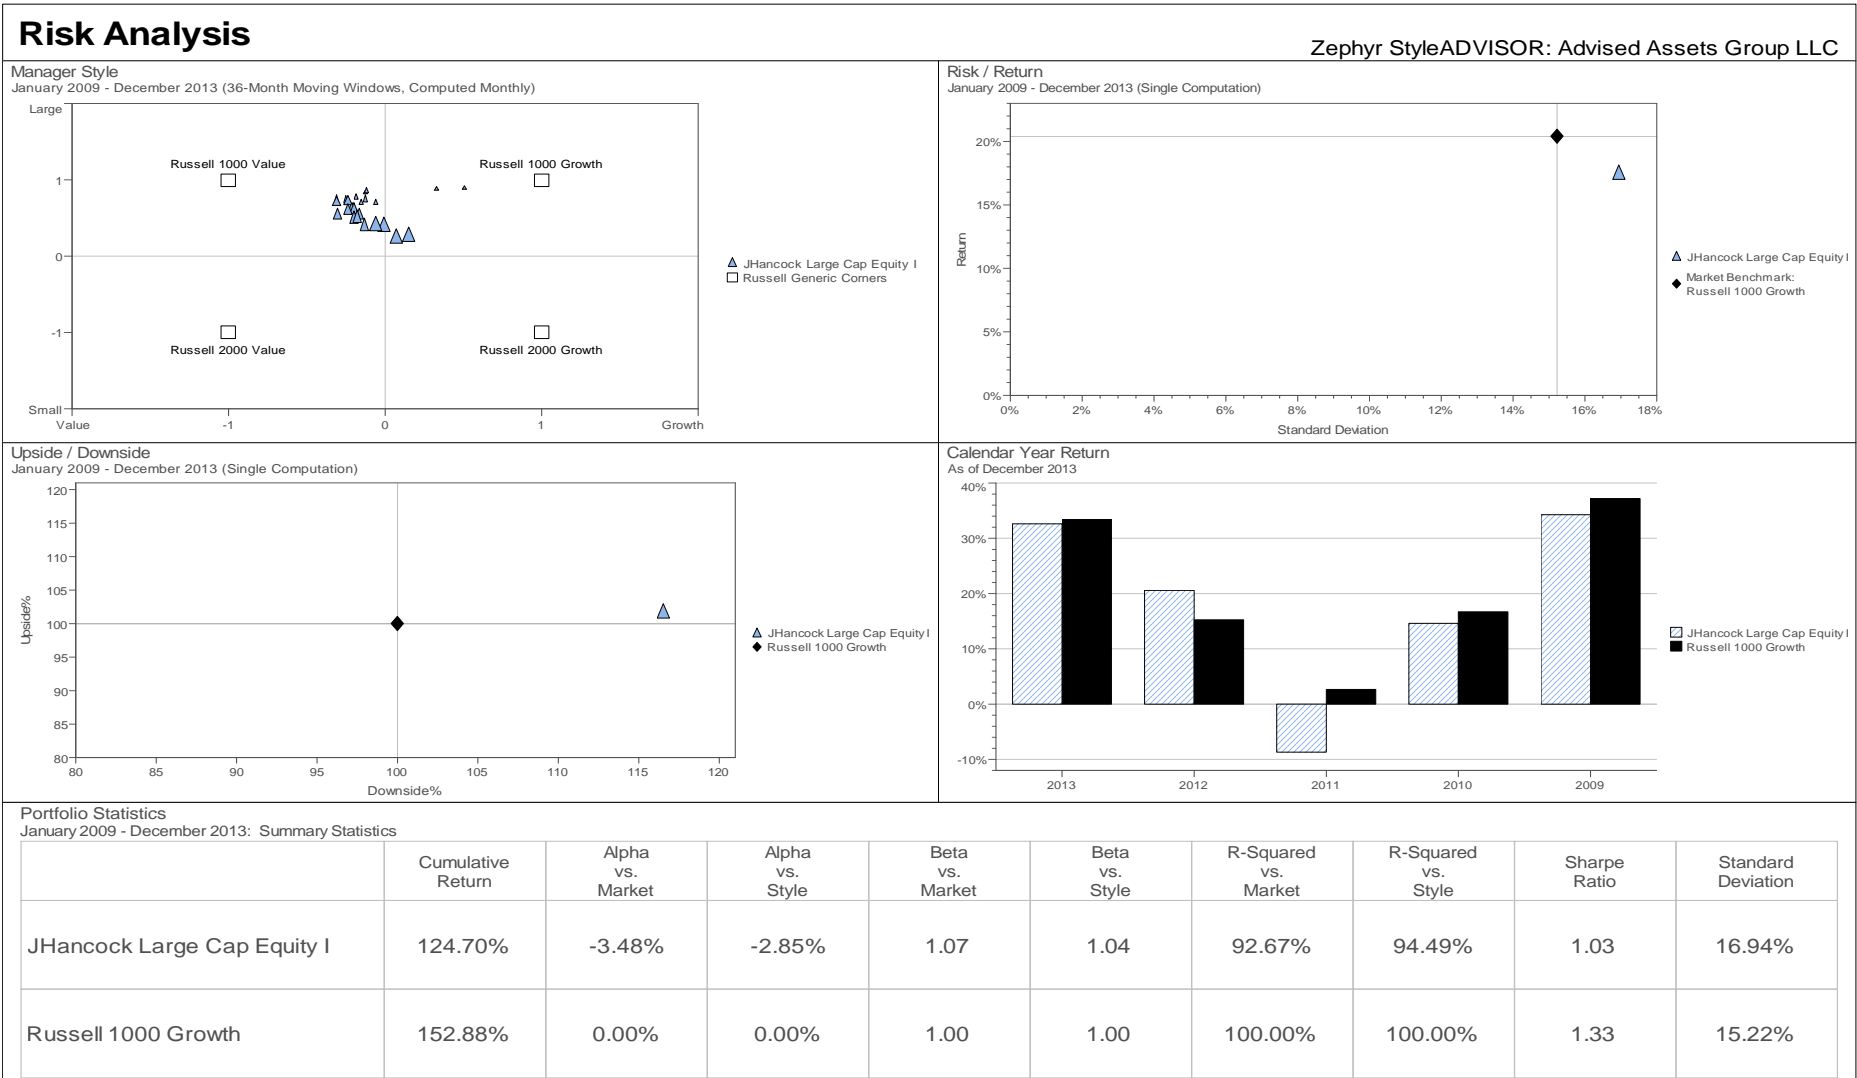 Risk Analysis
Zephyr StyleADVISOR: Advised Assets Group LLC
Manager Style
January 2009 - December 2013 (36-Month Moving Windows, Computed Monthly)
Large
Russell 1000 Value
Russell 1000 Growth
1
0
-1
Russell 2000 Value
Russell 2000 Growth
Small
Value
-1
0
1
Growth
JHancock Large Cap Equity I
Russell Generic Corners
Risk / Return
January 2009 - December 2013 (Single Computation)
20%
15%
10%
5%
0%
Return
0%
2%
4%
6%
8%
10%
12%
14%
16%
18%
Standard Deviation
JHancock Large Cap Equity I
Market Benchmark:
Russell 1000 Growth
Upside / Downside
January 2009 - December 2013 (Single Computation)
120
115
110
105
100
95
90
85
80
Upside%
80
85
90
95
100
105
110
115
120
Downside%
JHancock Large Cap Equity I
Russell 1000 Growth
Calendar Year Return
As of December 2013
40%
30%
20%
10%
0%
-10%
2013
2012
2011
2010
2009
JHancock Large Cap Equity I
Russell 1000 Growth
Portfolio Statistics
January 2009 - December 2013: Summary Statistics
Cumulative
Return
Alpha
vs.
Market
Alpha
vs.
Style
Beta
vs.
Market
Beta
vs.
Style
R-Squared
vs.
Market
R-Squared
vs.
Style
Sharpe
Ratio
Standard
Deviation
JHancock Large Cap Equity I 124.70% -3.48% -2.85% 1.07 1.04 92.67% 94.49% 1.03 16.94%
Russell 1000 Growth 152.88% 0.00% 0.00% 1.00 1.00 100.00% 100.00% 1.33 15.22%